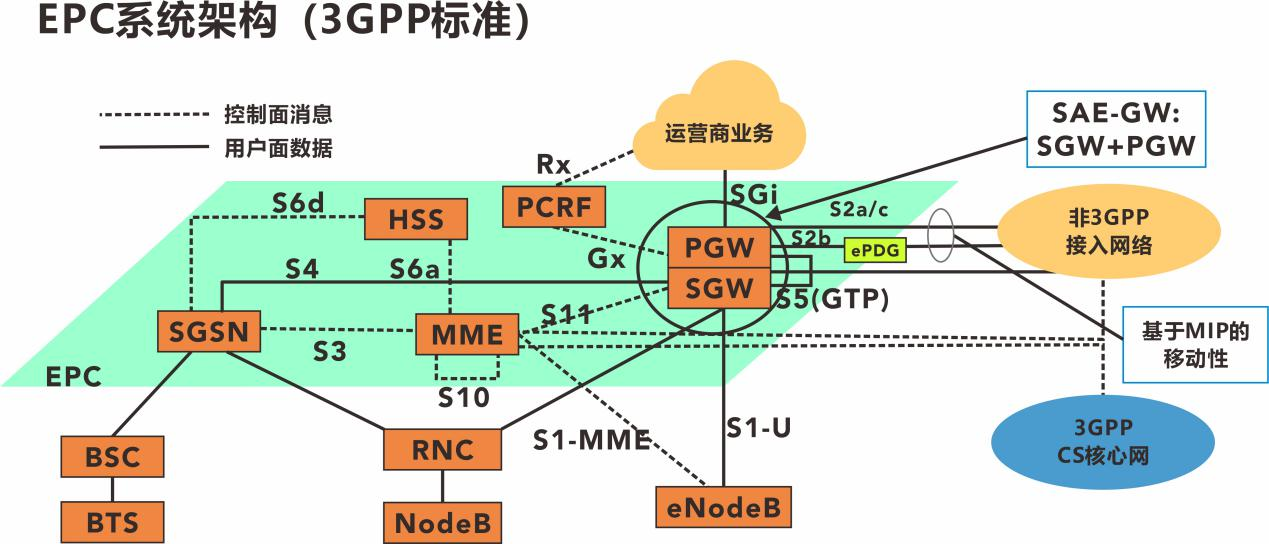 EPC系统架构（3GPP标准）
控制面消息
用户面数据
运营商业务
SAE-GW:
SGW+PGW
Rx
SGi
S6d
HSS
PCRF
S2a/c
非3GPP
接入网络
PGW
S2b
ePDG
Gx
S4
S6a
SGW
S5(GTP)
S11
SGSN
MME
S3
基于MIP的
移动性
EPC
S10
S1-MME
S1-U
3GPP
CS核心网
BSC
RNC
eNodeB
BTS
NodeB